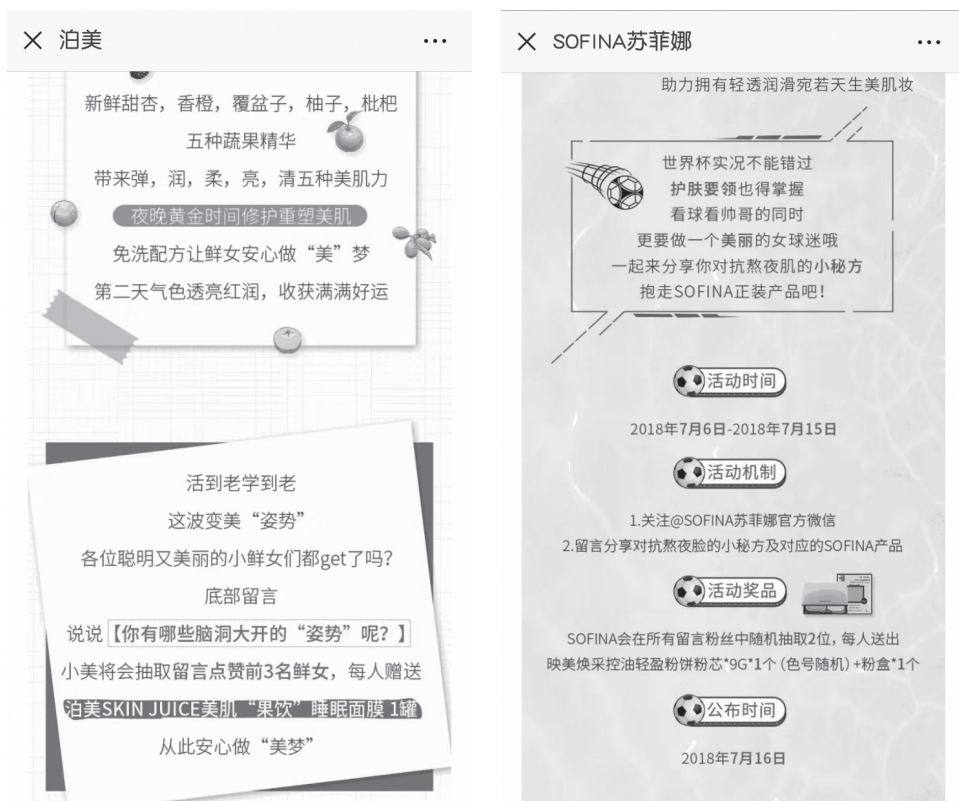 泊美
新鲜甜杏，香橙，覆盆子，柚子，枇杷
五种蔬果精华
带来弹，润，柔，亮，清五种美肌力
夜晚黄金时间修护重塑美肌
免洗配方让鲜女安心做“美”梦
第二天气色透亮红润，收获满满好运
活到老学到老
这波变美“姿势”
各位聪明又美丽的小鲜女们都get了吗？
底部留言
说说【你有哪些脑洞大开的“姿势”呢？】
小美将会抽取留言点赞前3名鲜女，每人赠送
泊美SKIN JUICE美肌“果饮”睡眠面膜 1罐
从此安心做“美梦”
SOFINA苏菲娜
助力拥有轻透润滑宛若天生美肌妆
世界杯实况不能错过
护肤要领也得掌握
看球看帅哥的同时
更要做一个美丽的女球迷哦
一起来分享你对抗熬夜肌的小秘方
抱走SOFINA正装产品吧！
活动时间
2018年7月6日-2018年7月15日
活动机制
1.关注@SOFINA苏菲娜官方微信
2.留言分享对抗熬夜脸的小秘方及对应的SOFINA产品
活动奖品
SOFINA会在所有留言粉丝中随机抽取2位，每人送出
映美焕采控油轻盈粉饼粉芯*9G*1个（色号随机）+粉盒*1个
公布时间
2018年7月16日